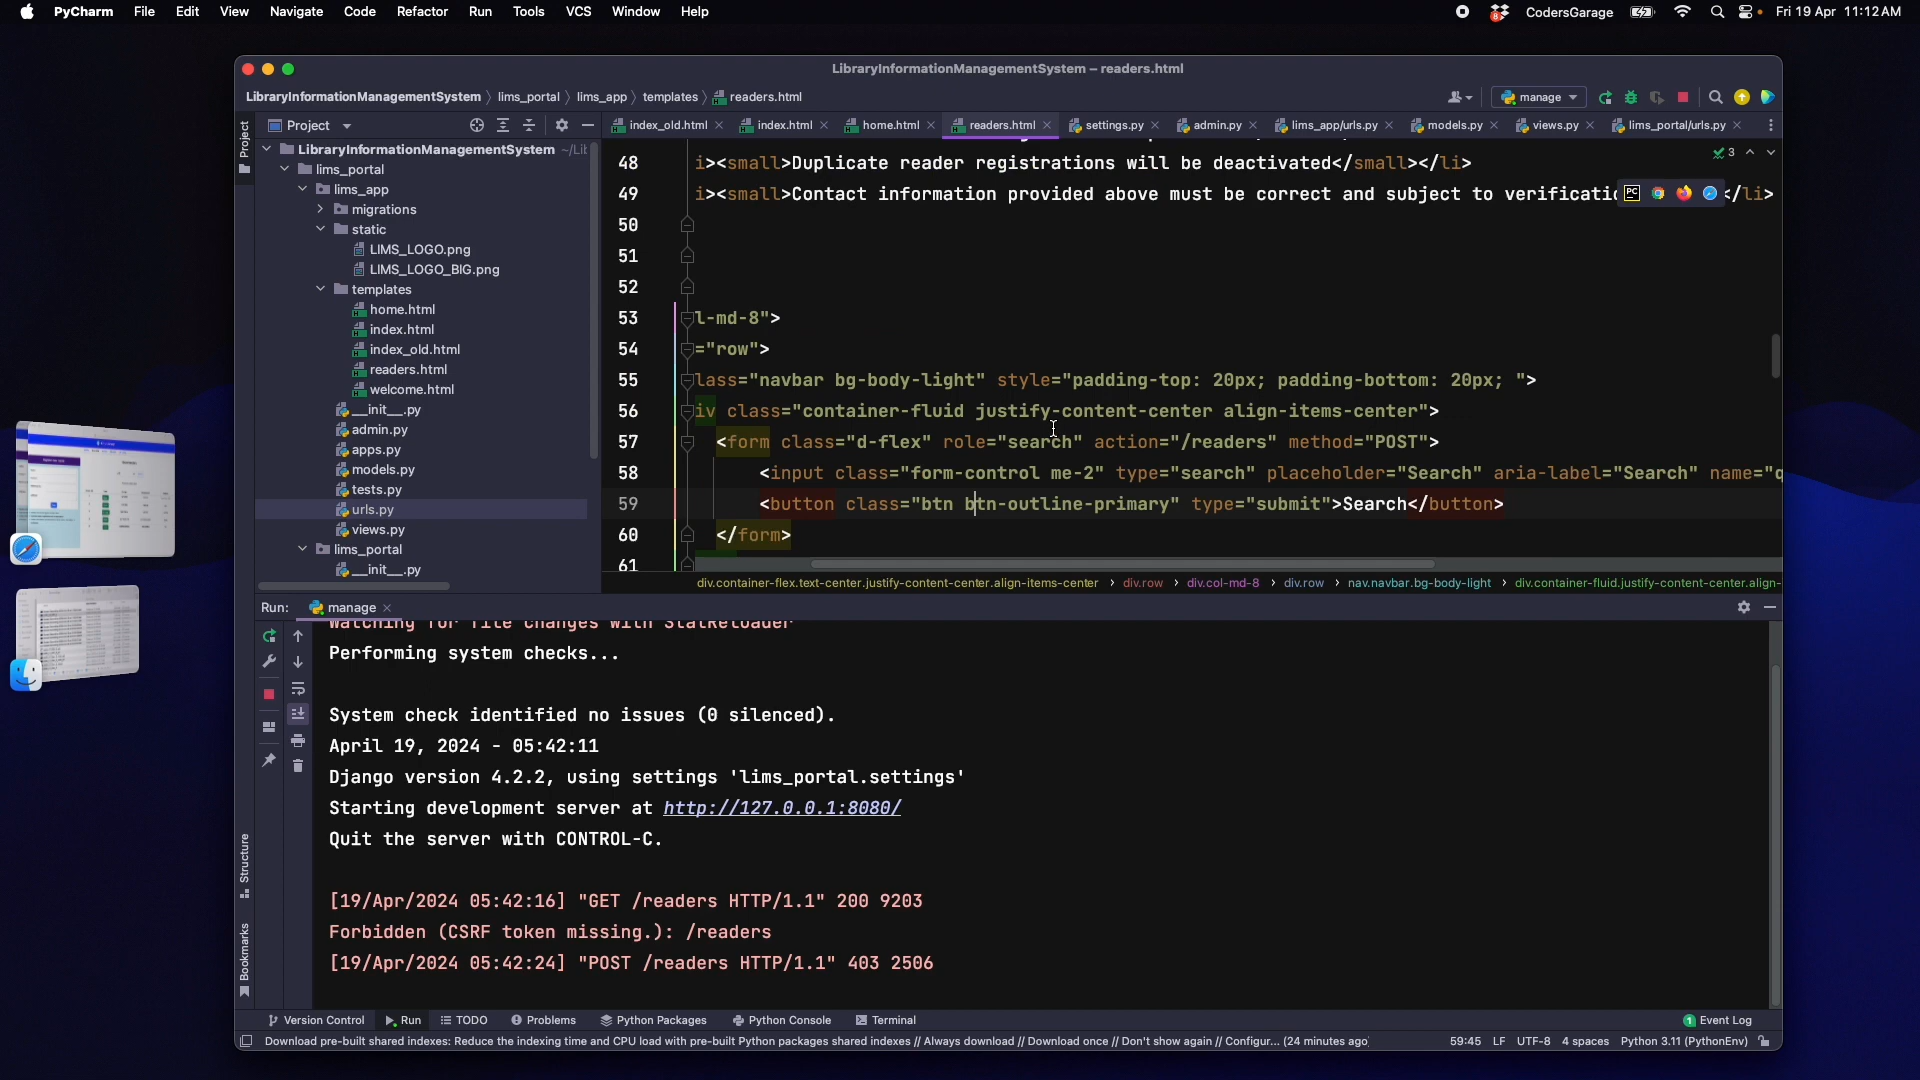 PyCharm File Edit View Navigate Code Refactor Run Tools VCS Window Help 8 CodersGarage Fri 19 Apr 11:12 AM
LibraryInformationManagementSystem – readers.html
LibraryInformationManagementSystem lims_portal lims_app templates readers.html manage
Project
index_old.html index.html home.html readers.html settings.py admin.py lims_app/urls.py models.py views.py lims_portal/urls.py
Project
LibraryInformationManagementSystem ~/Lib
lims_portal
lims_app
migrations
static
LIMS_LOGO.png
LIMS_LOGO_BIG.png
templates
home.html
index.html
index_old.html
readers.html
welcome.html
__init__.py
admin.py
apps.py
models.py
tests.py
urls.py
views.py
lims_portal
__init__.py
3
48 i><small>Duplicate reader registrations will be deactivated</small></li>
49 i><small>Contact information provided above must be correct and subject to verificatio </li>
50
51
52
53 l-md-8">
54 ="row">
55 lass="navbar bg-body-light" style="padding-top: 20px; padding-bottom: 20px; ">
56 iv class="container-fluid justify-content-center align-items-center">
57 <form class="d-flex" role="search" action="/readers" method="POST">
58 <input class="form-control me-2" type="search" placeholder="Search" aria-label="Search" name="q
59 <button class="btn btn-outline-primary" type="submit">Search</button>
60 </form>
61
div.container-flex.text-center.justify-content-center.align-items-center div.row div.col-md-8 div.row nav.navbar.bg-body-light div.container-fluid.justify-content-center.align-
Run: manage
Watching for file changes with StatReloader
Performing system checks...
System check identified no issues (0 silenced).
April 19, 2024 - 05:42:11
Django version 4.2.2, using settings 'lims_portal.settings'
Starting development server at http://127.0.0.1:8080/
Quit the server with CONTROL-C.
[19/Apr/2024 05:42:16] "GET /readers HTTP/1.1" 200 9203
Forbidden (CSRF token missing.): /readers
[19/Apr/2024 05:42:24] "POST /readers HTTP/1.1" 403 2506
Structure
Bookmarks
Version Control Run TODO Problems Python Packages Python Console Terminal 1 Event Log
Download pre-built shared indexes: Reduce the indexing time and CPU load with pre-built Python packages shared indexes // Always download // Download once // Don't show again // Configur... (24 minutes ago) 59:45 LF UTF-8 4 spaces Python 3.11 (PythonEnv)